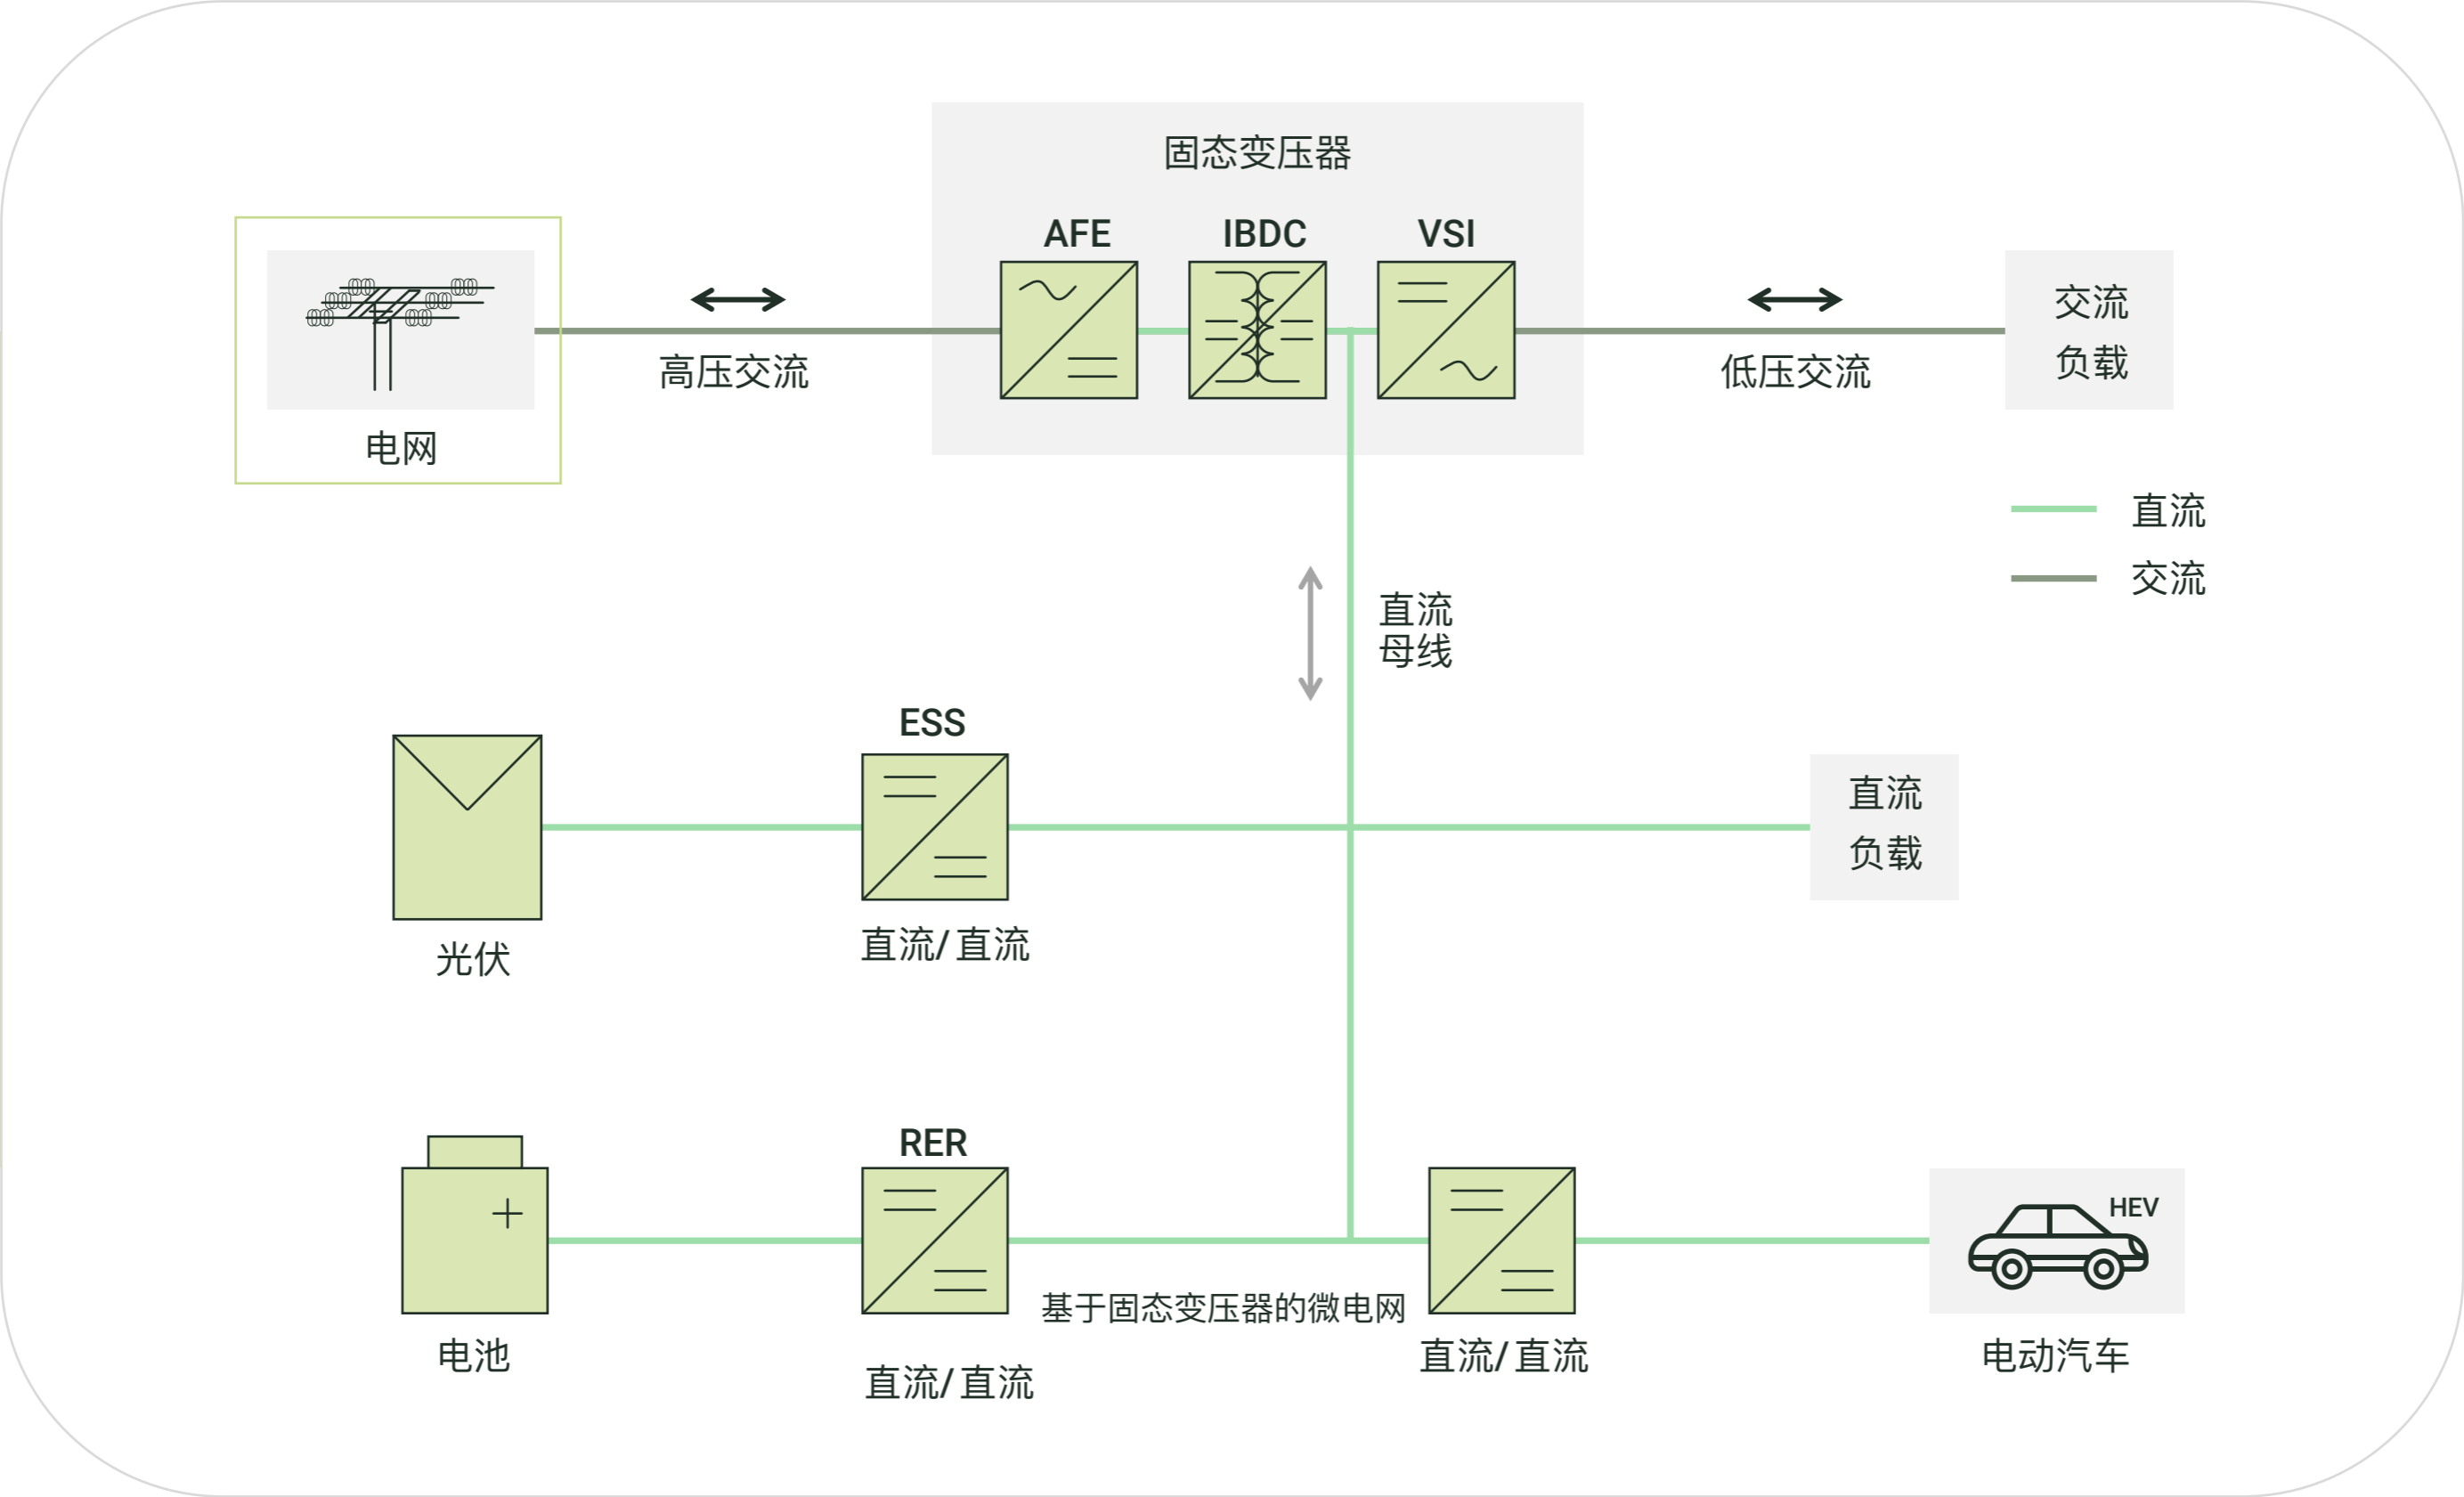 固态变压器
AFE
IBDC
VSI
高压交流
低压交流
交流
负载
电网
直流
交流
直流
母线
ESS
直流
负载
直流/直流
光伏
RER
HEV
基于固态变压器的微电网
电池
直流/直流
直流/直流
电动汽车